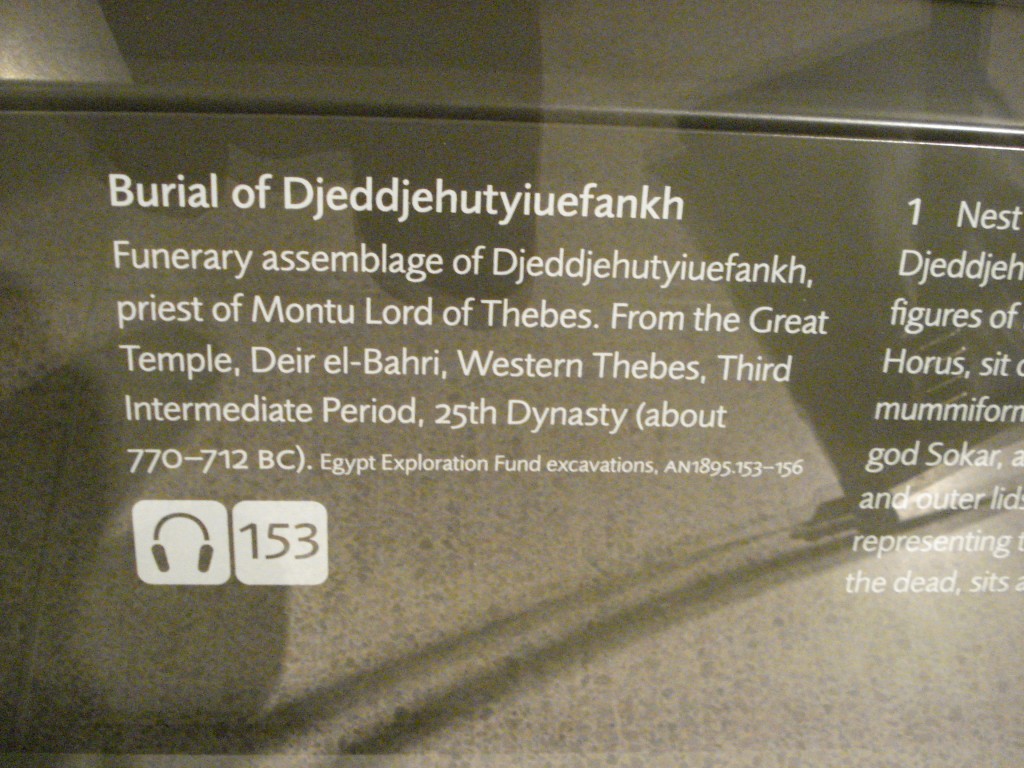 Burial of Djeddjehutyiuefankh
Funerary assemblage of Djeddjehutyiuefankh,
priest of Montu Lord of Thebes. From the Great
Temple, Deir el-Bahri, Western Thebes, Third
Intermediate Period, 25th Dynasty (about
770–712 BC). Egypt Exploration Fund excavations, AN1895.153–156
153
1 Nest
Djeddjeh
figures of
Horus, sit
mummiform
god Sokar, a
and outer lids
representing t
the dead, sits a